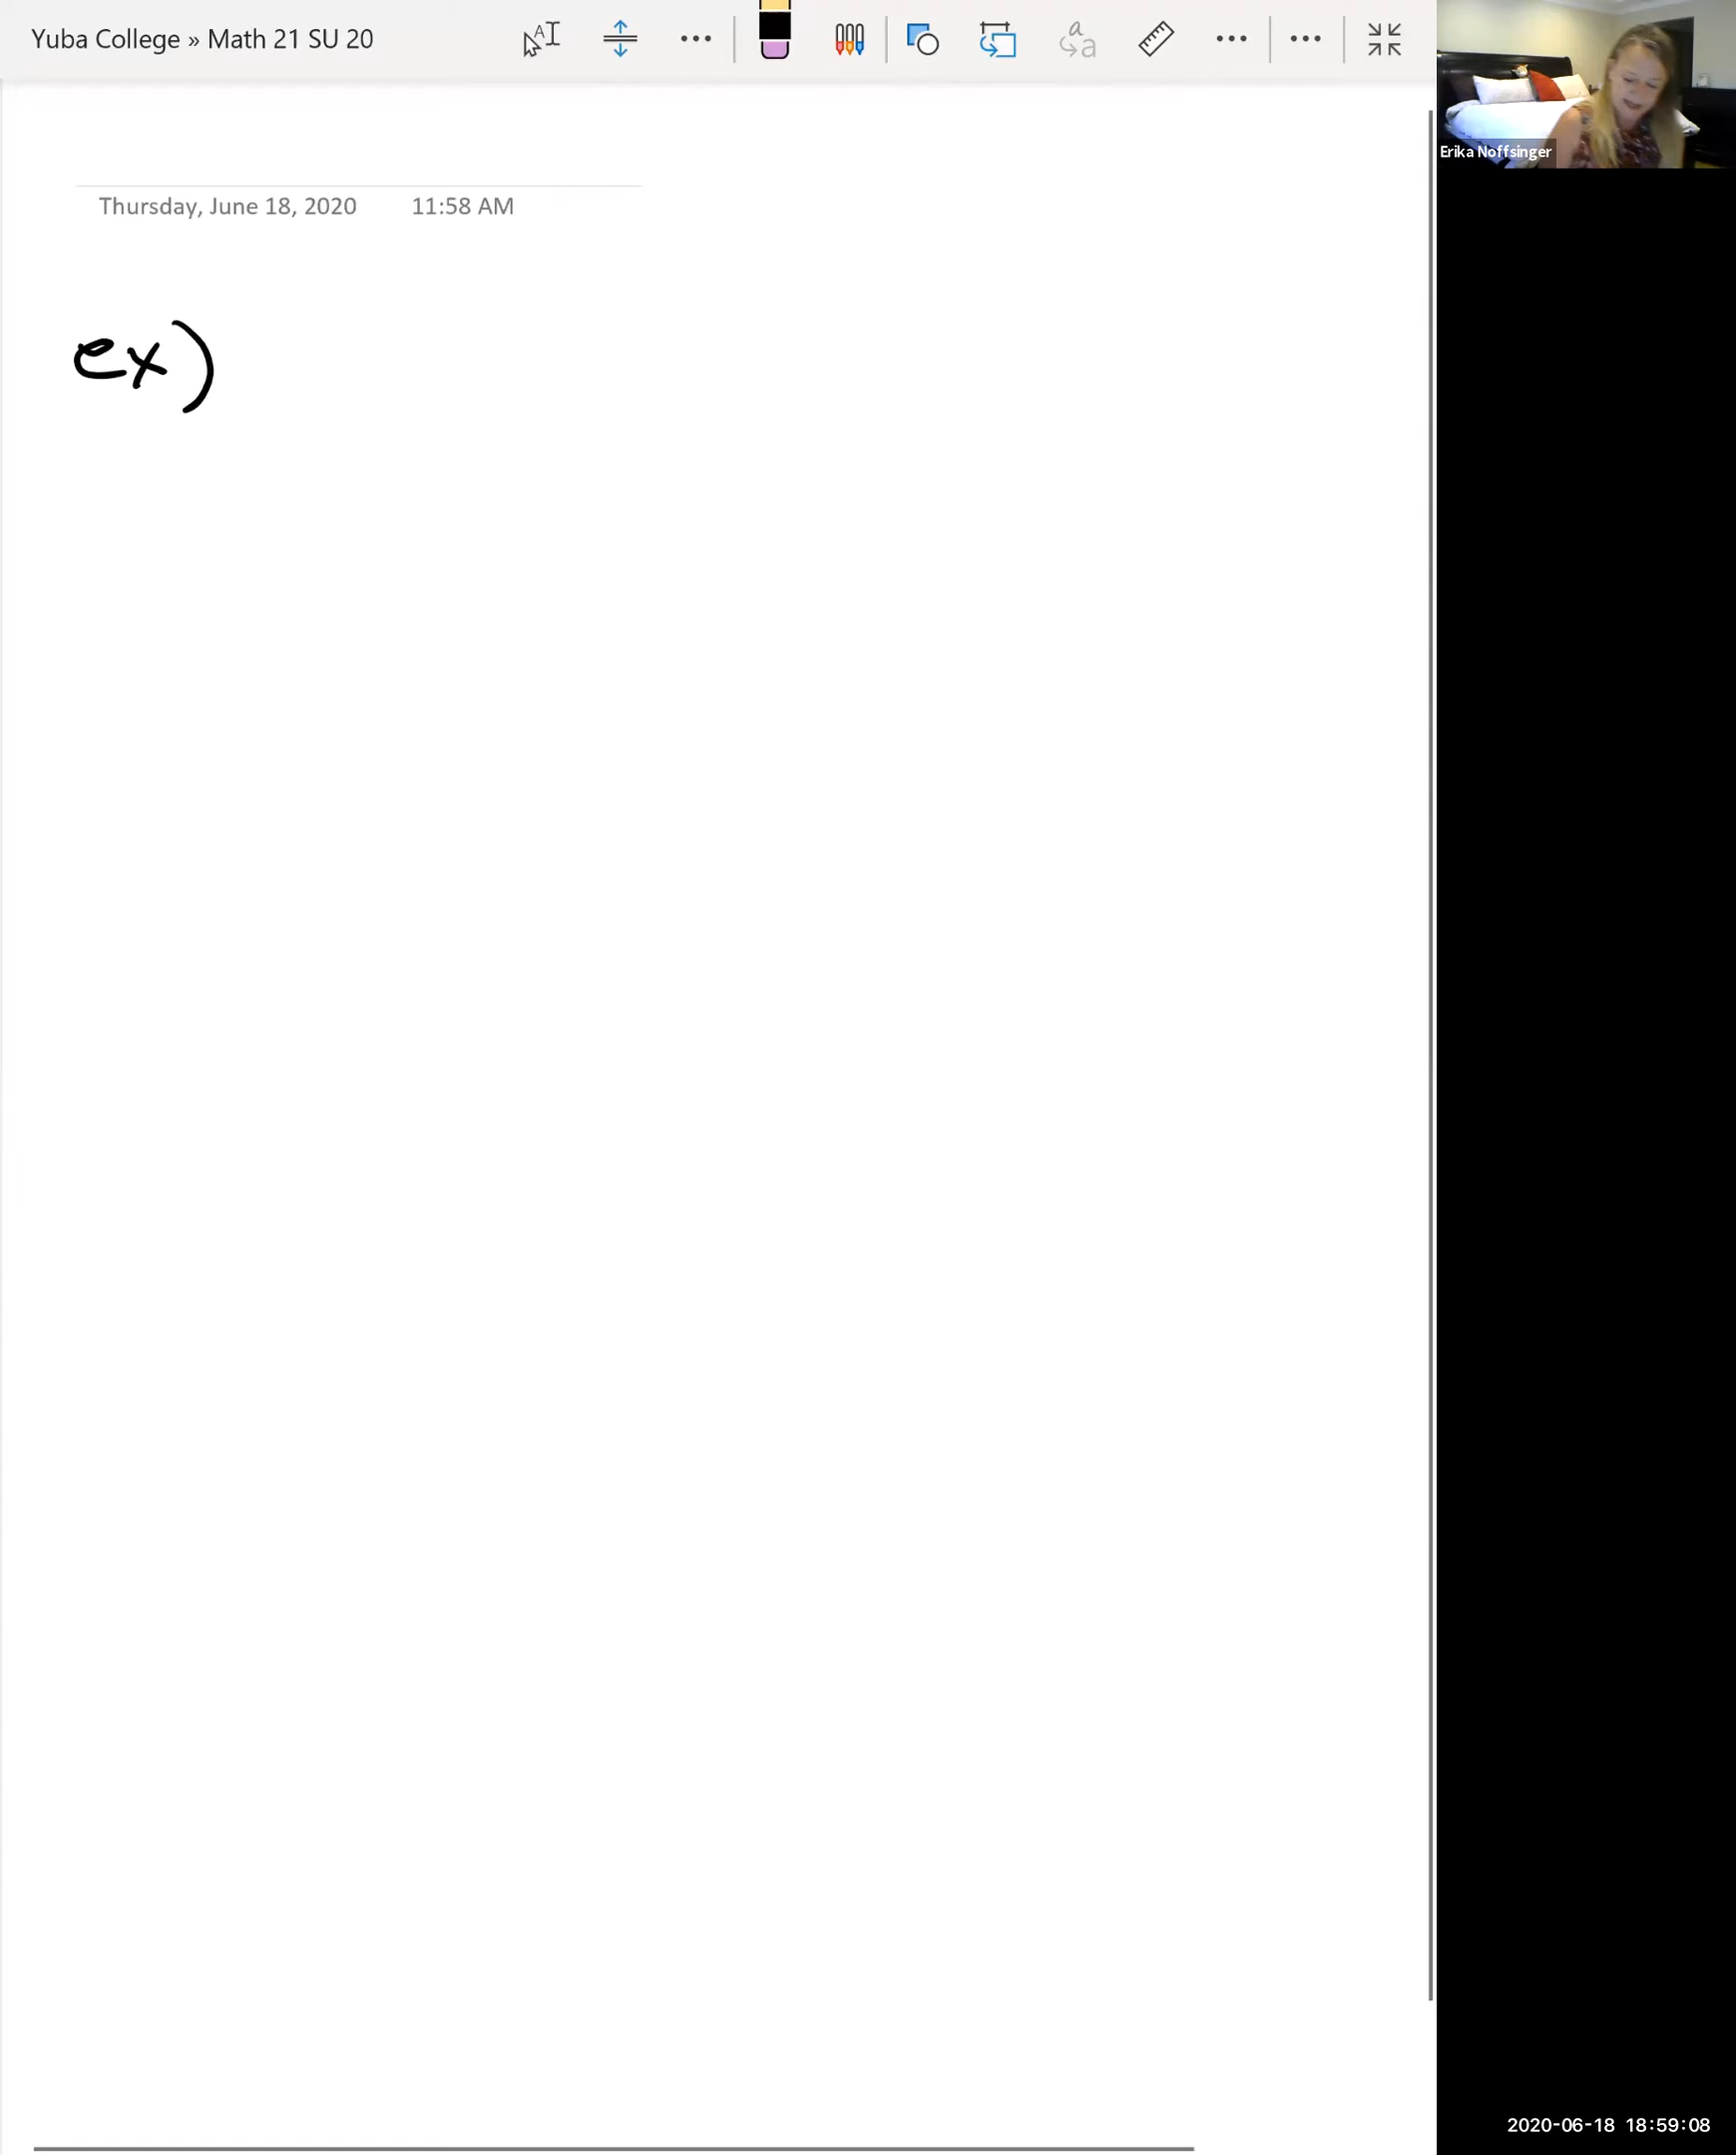 Yuba College » Math 21 SU 20
Erika Noffsinger
Thursday, June 18, 2020 11:58 AM
ex)
2020-06-18 18:59:08